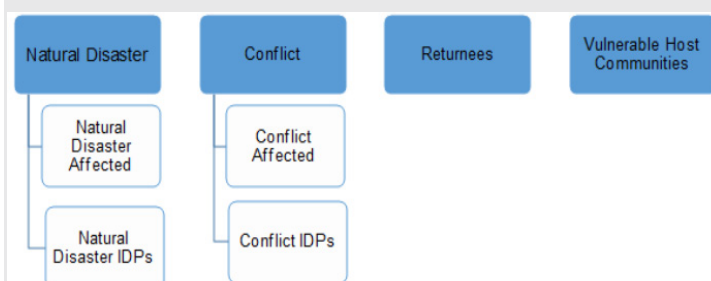 Natural Disaster
Conflict
Returnees
Vulnerable Host
Communities
Natural
Disaster
Affected
Conflict
Affected
Natural
Disaster IDPs
Conflict IDPs